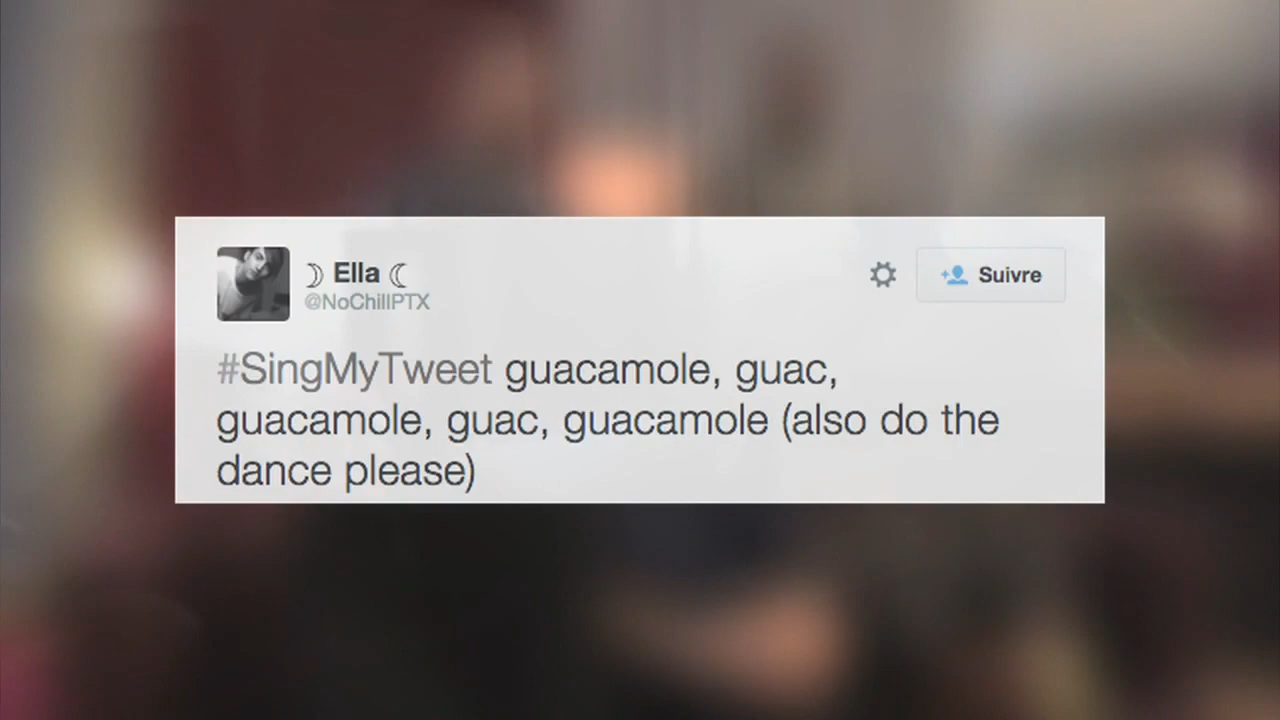 ☽ Ella ☾
@NoChillPTX
Suivre
#SingMyTweet guacamole, guac,
guacamole, guac, guacamole (also do the
dance please)